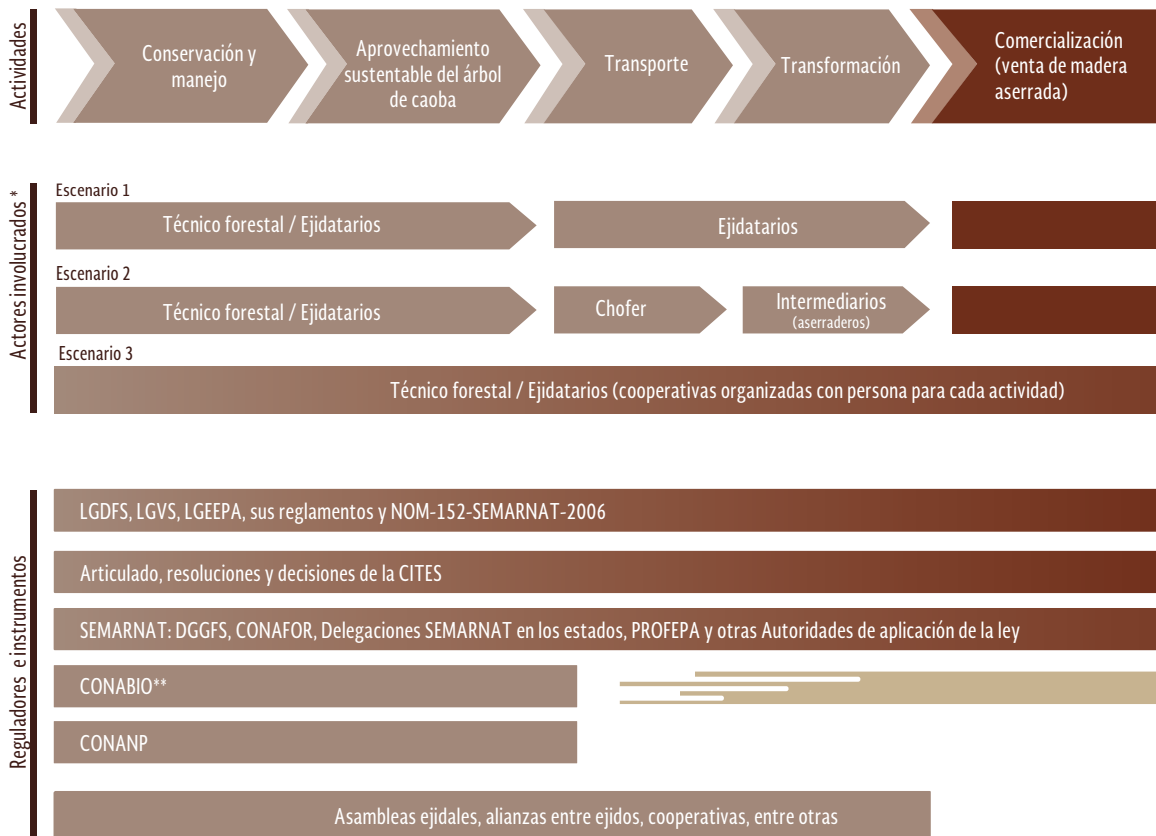 Actividades
Conservación y
manejo
Aprovechamiento
sustentable del árbol
de caoba
Transporte
Transformación
Comercialización
(venta de madera
aserrada)
Actores involucrados *
Escenario 1
Técnico forestal / Ejidatarios
Ejidatarios
Escenario 2
Técnico forestal / Ejidatarios
Chofer
Intermediarios
(aserraderos)
Escenario 3
Técnico forestal / Ejidatarios (cooperativas organizadas con persona para cada actividad)
Reguladores e instrumentos
LGDFS, LGVS, LGEEPA, sus reglamentos y NOM-152-SEMARNAT-2006
Articulado, resoluciones y decisiones de la CITES
SEMARNAT: DGGFS, CONAFOR, Delegaciones SEMARNAT en los estados, PROFEPA y otras Autoridades de aplicación de la ley
CONABIO**
CONANP
Asambleas ejidales, alianzas entre ejidos, cooperativas, entre otras